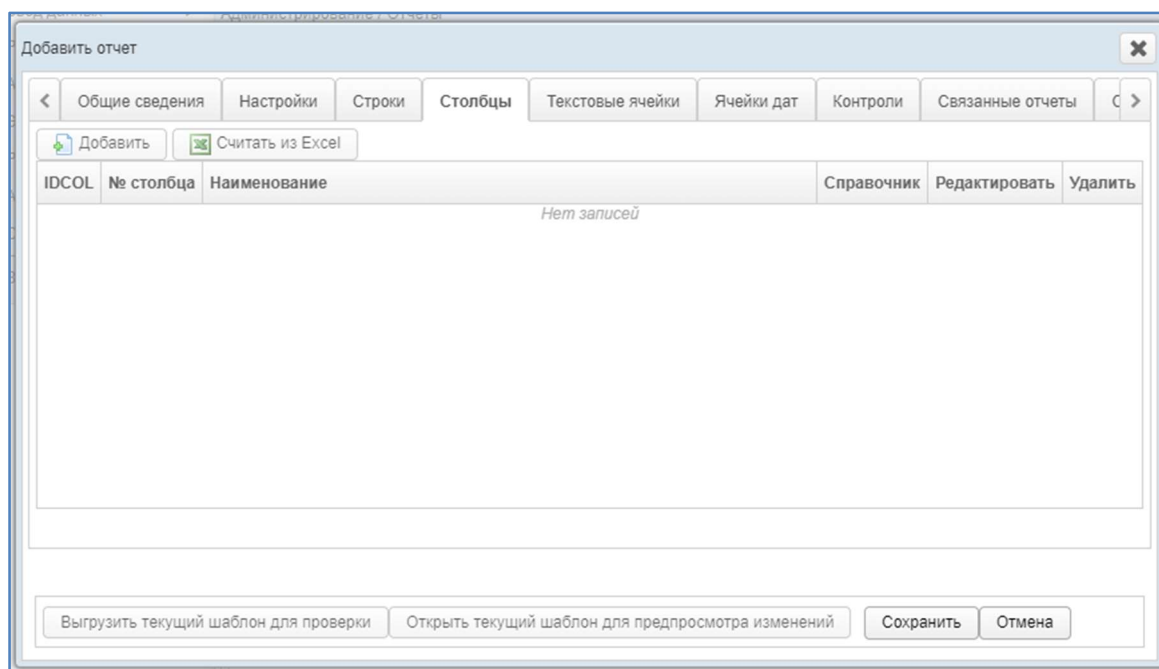 Администрирование / Отчеты
Добавить отчет
Общие сведения Настройки Строки Столбцы Текстовые ячейки Ячейки дат Контроли Связанные отчеты
Добавить Считать из Excel
IDCOL № столбца Наименование Справочник Редактировать Удалить
Нет записей
Выгрузить текущий шаблон для проверки Открыть текущий шаблон для предпросмотра изменений Сохранить Отмена